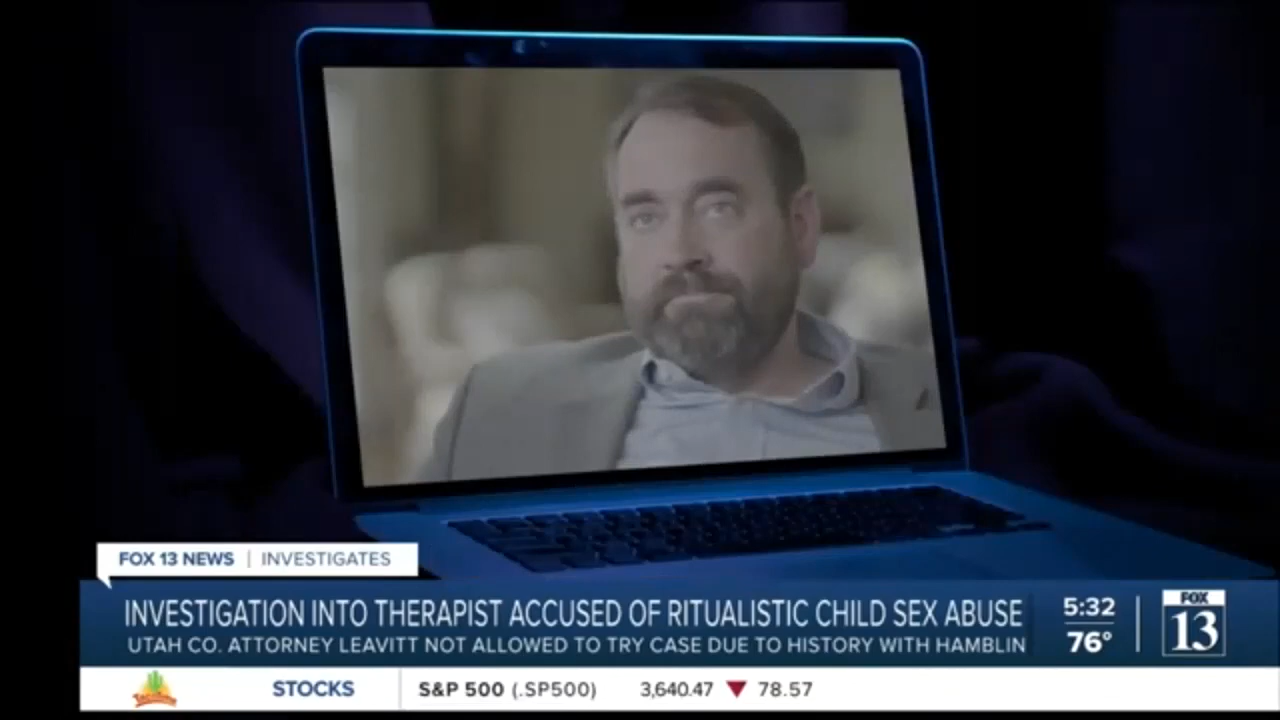 FOX 13 NEWS | INVESTIGATES
INVESTIGATION INTO THERAPIST ACCUSED OF RITUALISTIC CHILD SEX ABUSE
UTAH CO. ATTORNEY LEAVITT NOT ALLOWED TO TRY CASE DUE TO HISTORY WITH HAMBLIN
5:32
76°
FOX
13
STOCKS
S&P 500 (.SP500) 3,640.47 78.57